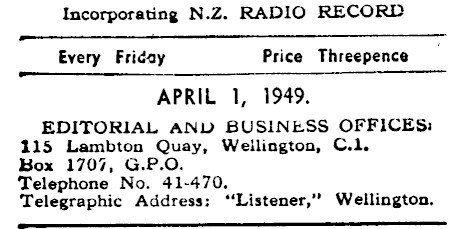 Incorporating N.Z. RADIO RECORD
Every Friday Price Threepence
APRIL 1, 1949.
EDITORIAL AND BUSINESS OFFICES:
115 Lambton Quay, Wellington, C.1.
Box 1707, G.P.O.
Telephone No. 41-470.
Telegraphic Address: "Listener," Wellington.